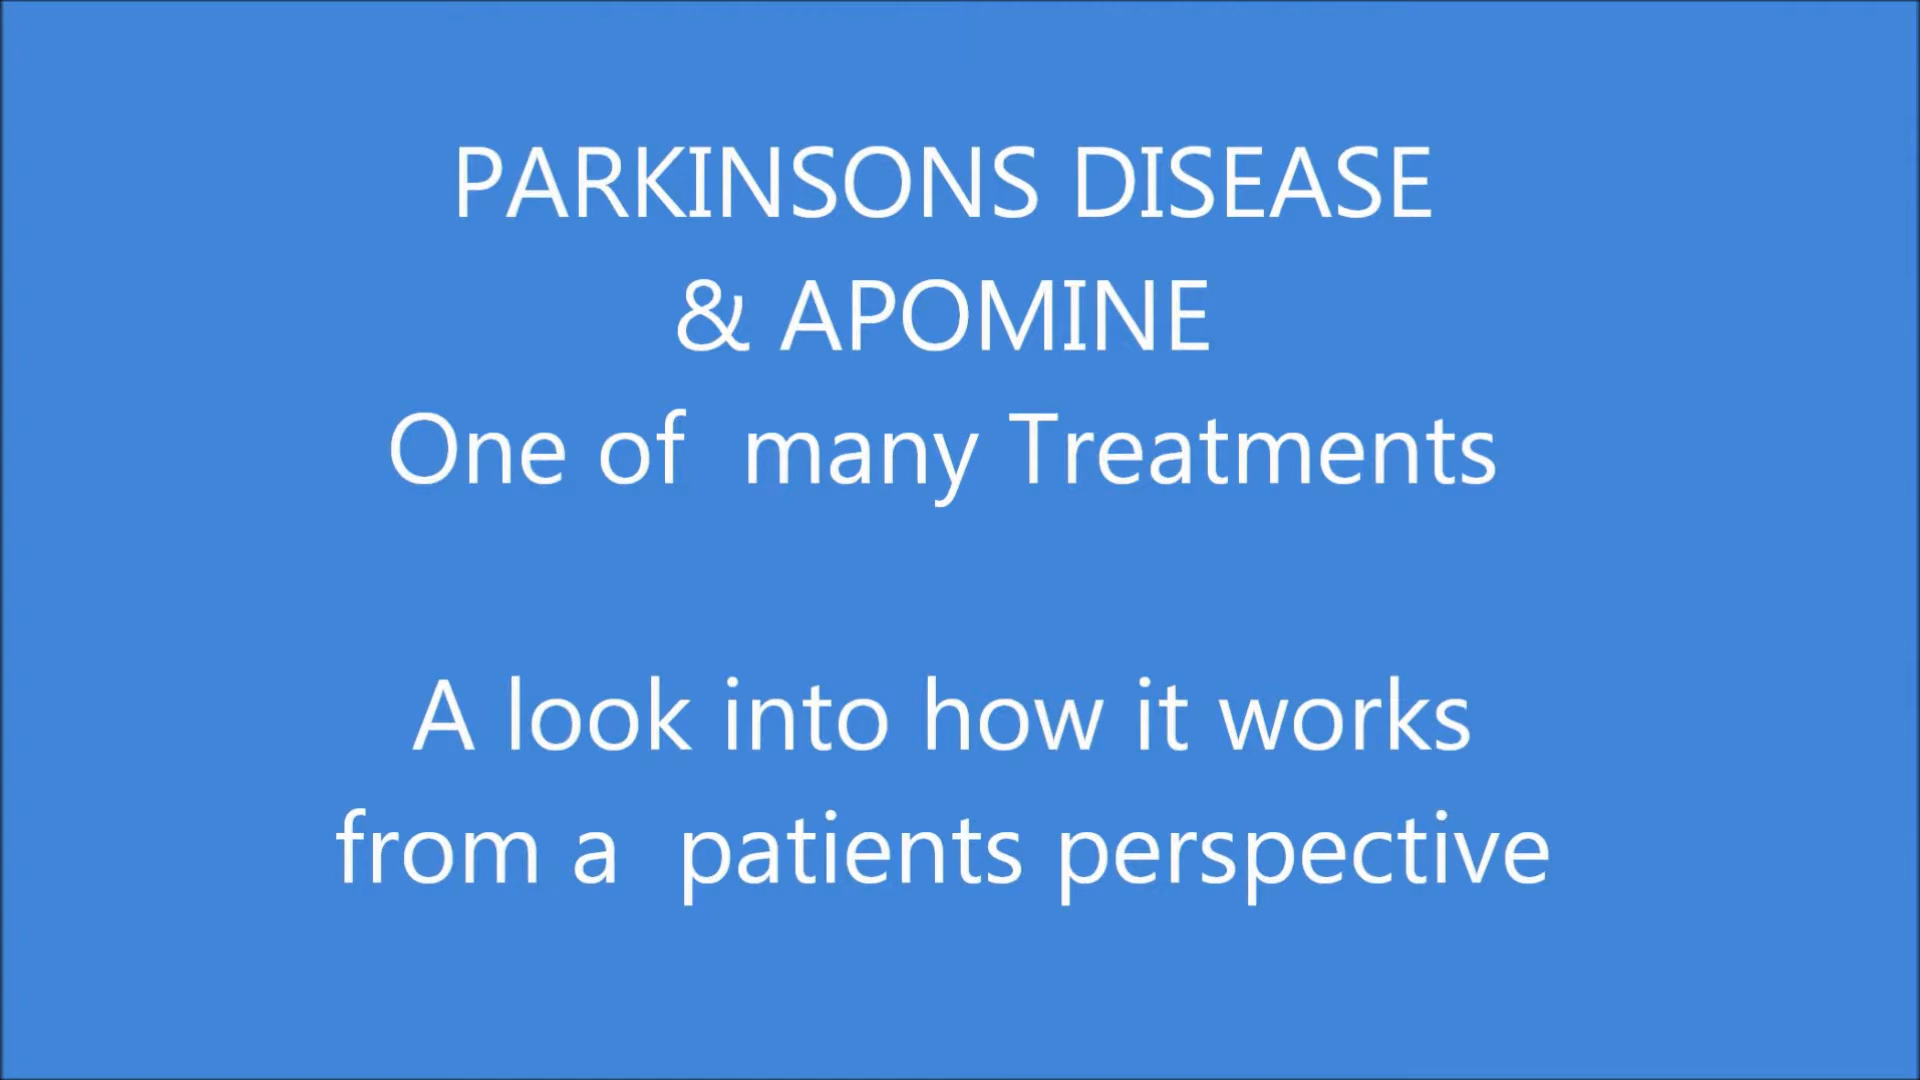 PARKINSONS DISEASE
& APOMINE
One of  many Treatments
A look into how it works
from a  patients perspective